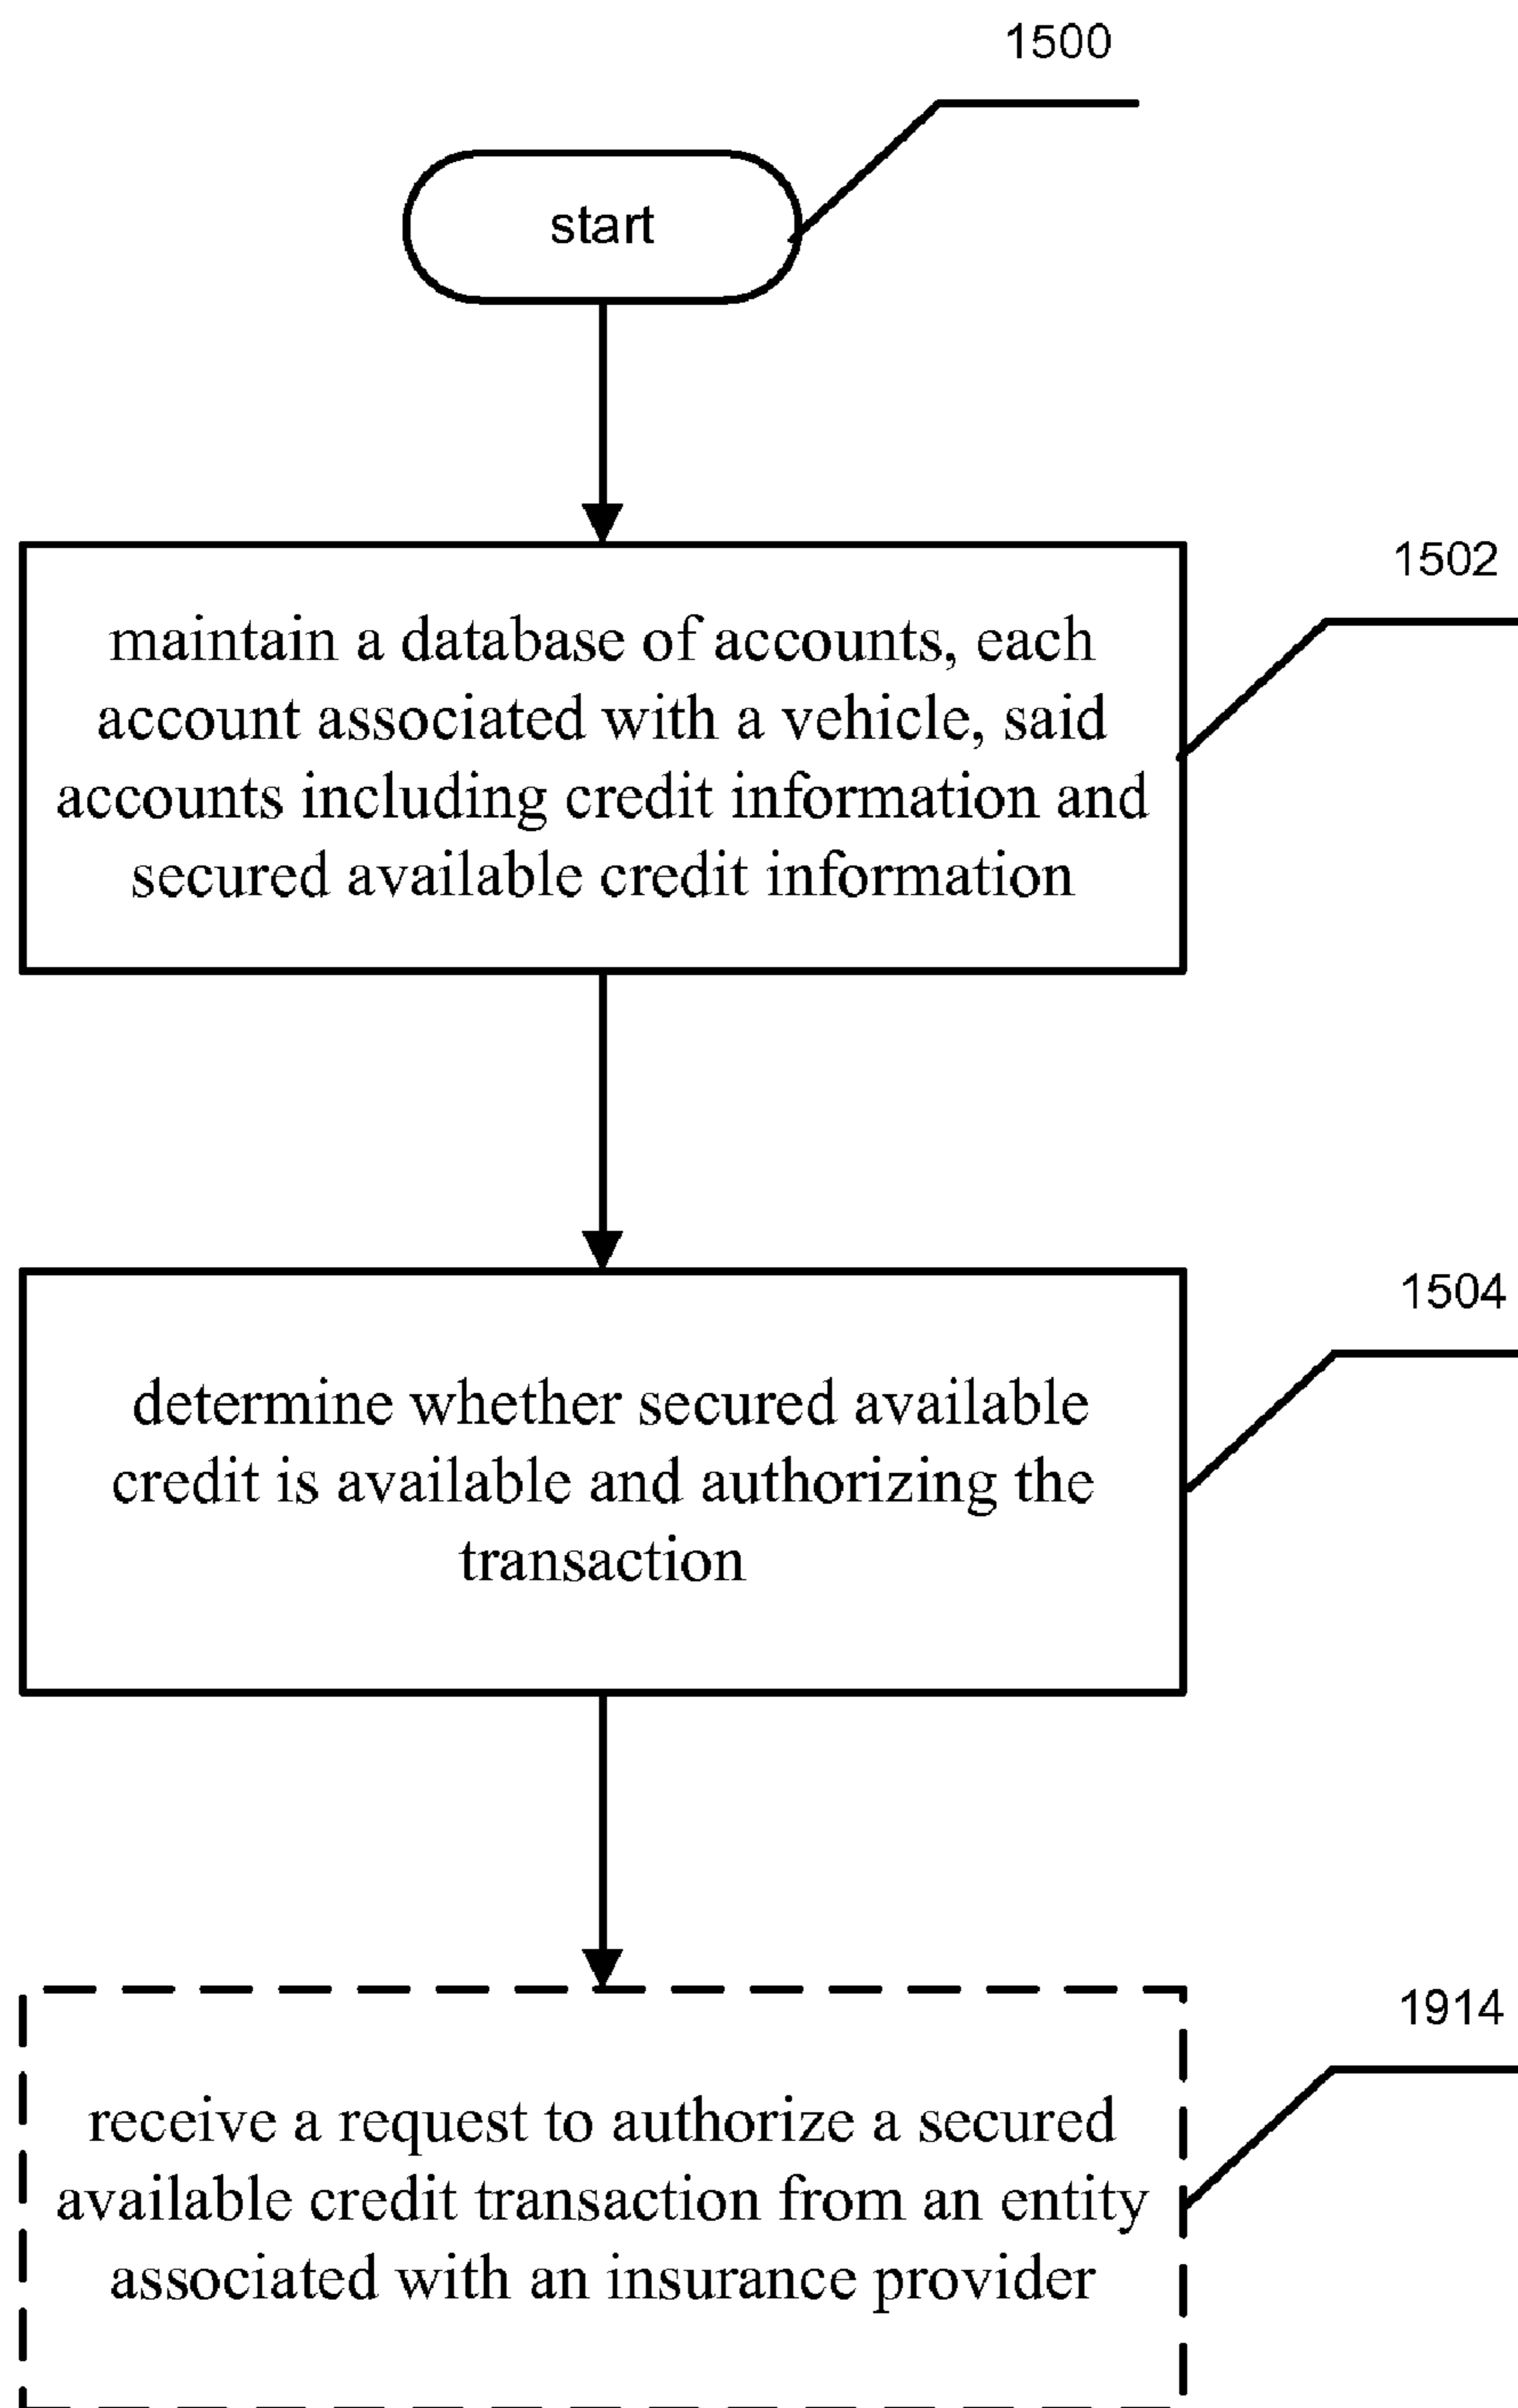 1500
start
1502
maintain a database of accounts, each
account associated with a vehicle, said
accounts including credit information and
secured available credit information
1504
determine whether secured available
credit is available and authorizing the
transaction
1914
receive a request to authorize a secured
available credit transaction from an entity
associated with an insurance provider